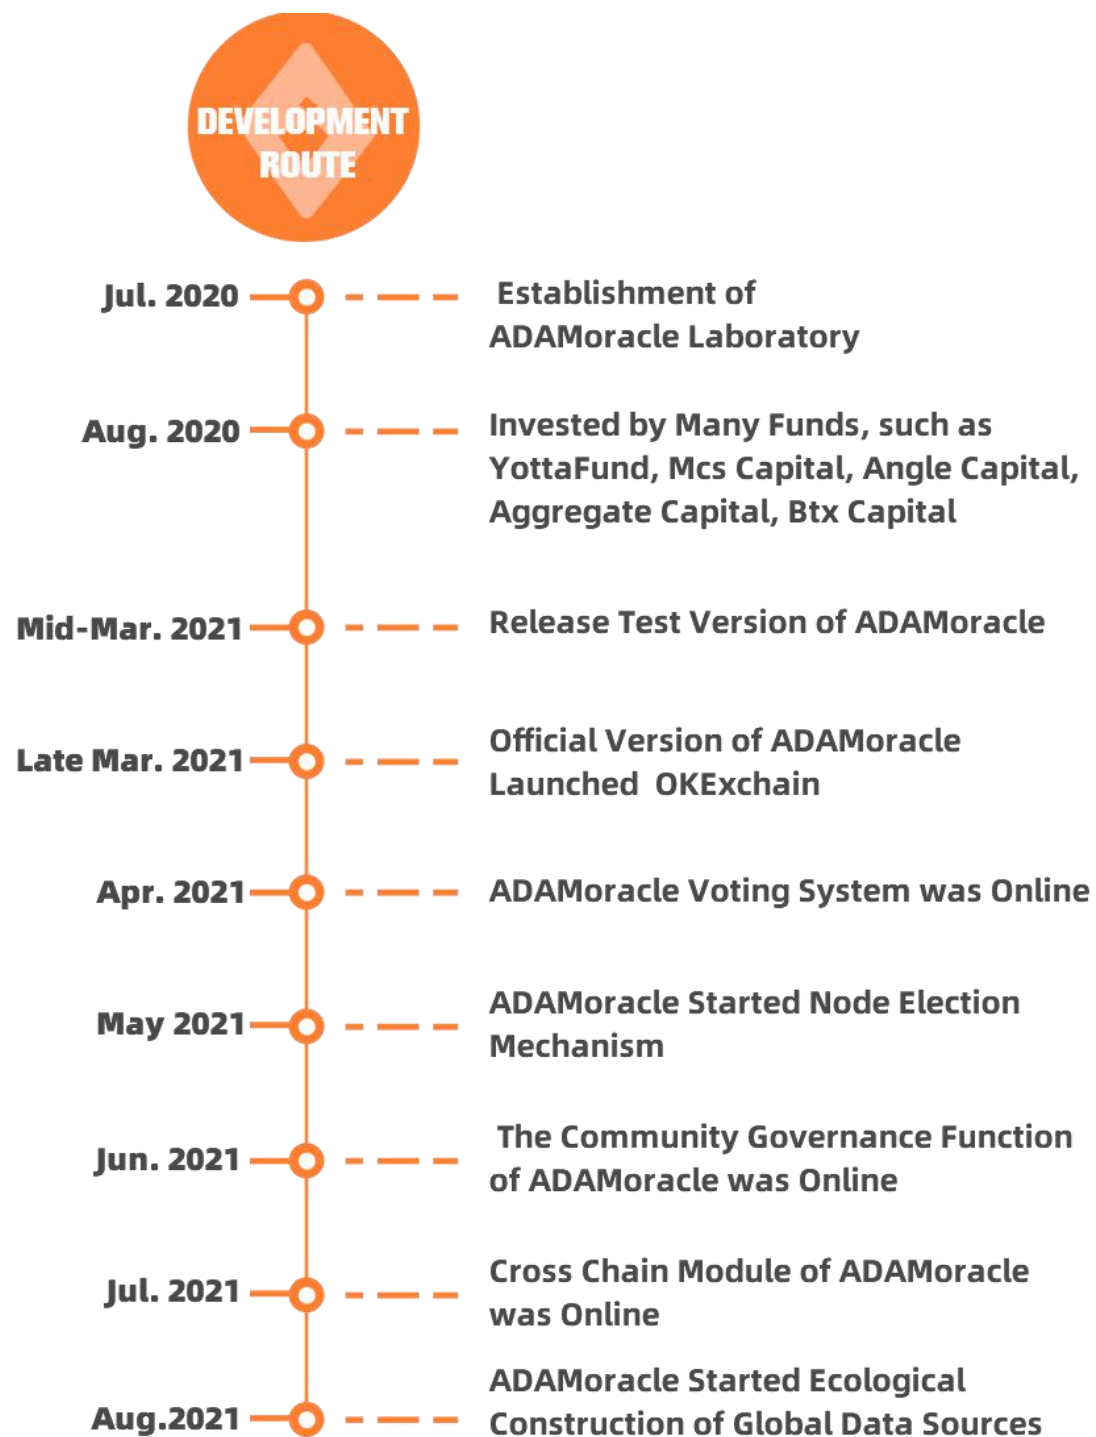 DEVELOPMENT
ROUTE
Jul. 2020
Establishment of
ADAMoracle Laboratory
Aug. 2020
Invested by Many Funds, such as
YottaFund, Mcs Capital, Angle Capital,
Aggregate Capital, Btx Capital
Mid-Mar. 2021
Release Test Version of ADAMoracle
Late Mar. 2021
Official Version of ADAMoracle
Launched OKExchain
Apr. 2021
ADAMoracle Voting System was Online
May 2021
ADAMoracle Started Node Election
Mechanism
Jun. 2021
The Community Governance Function
of ADAMoracle was Online
Jul. 2021
Cross Chain Module of ADAMoracle
was Online
Aug.2021
ADAMoracle Started Ecological
Construction of Global Data Sources